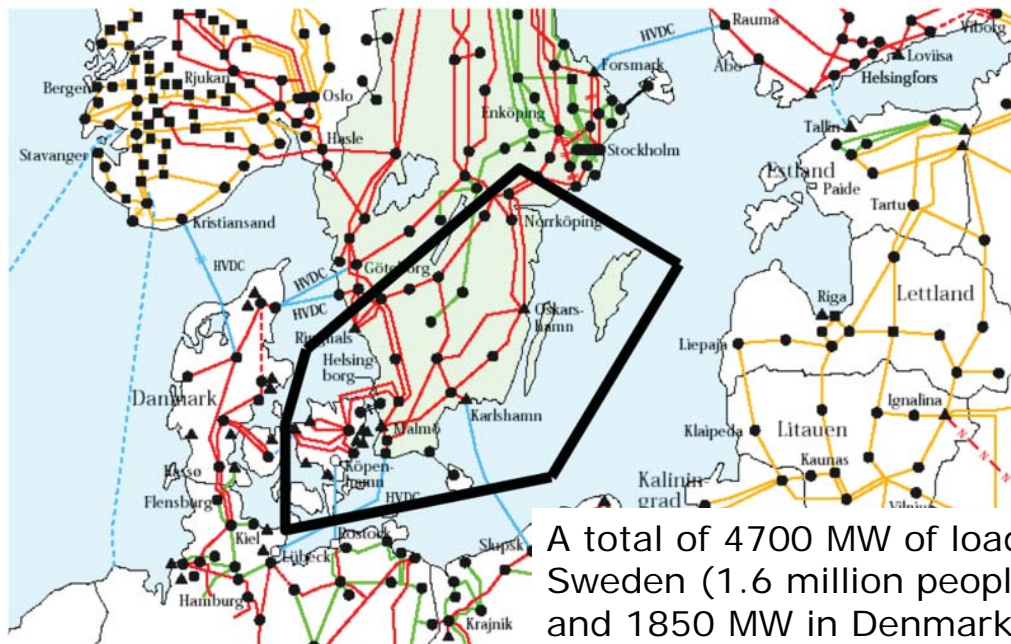 Rauma
HVDC
Viborg
Bergen
Rjukan
Oslo
Forsmark
Åbo
Loviisa
Helsingfors
Enköping
Hasle
Tallin
Stavanger
Stockholm
Estland
Paide
Tartu
Norrköping
Kristiansand
HVDC
HVDC
Göteborg
HVDC
Riga
Lettland
Oskars-
hamn
Ringhals
Liepaja
Helsing-
borg
Danmark
Karlshamn
Ignalina
Malmö
Klaipeda
Litauen
Köpen-
hamn
Kaunas
Kassø
HVDC
Kalinin-
grad
Flensburg
Kiel
Rostock
Lübeck
Slupsk
Hamburg
Krajnik
A total of 4700 MW of load
Sweden (1.6 million peopl
and 1850 MW in Denmark